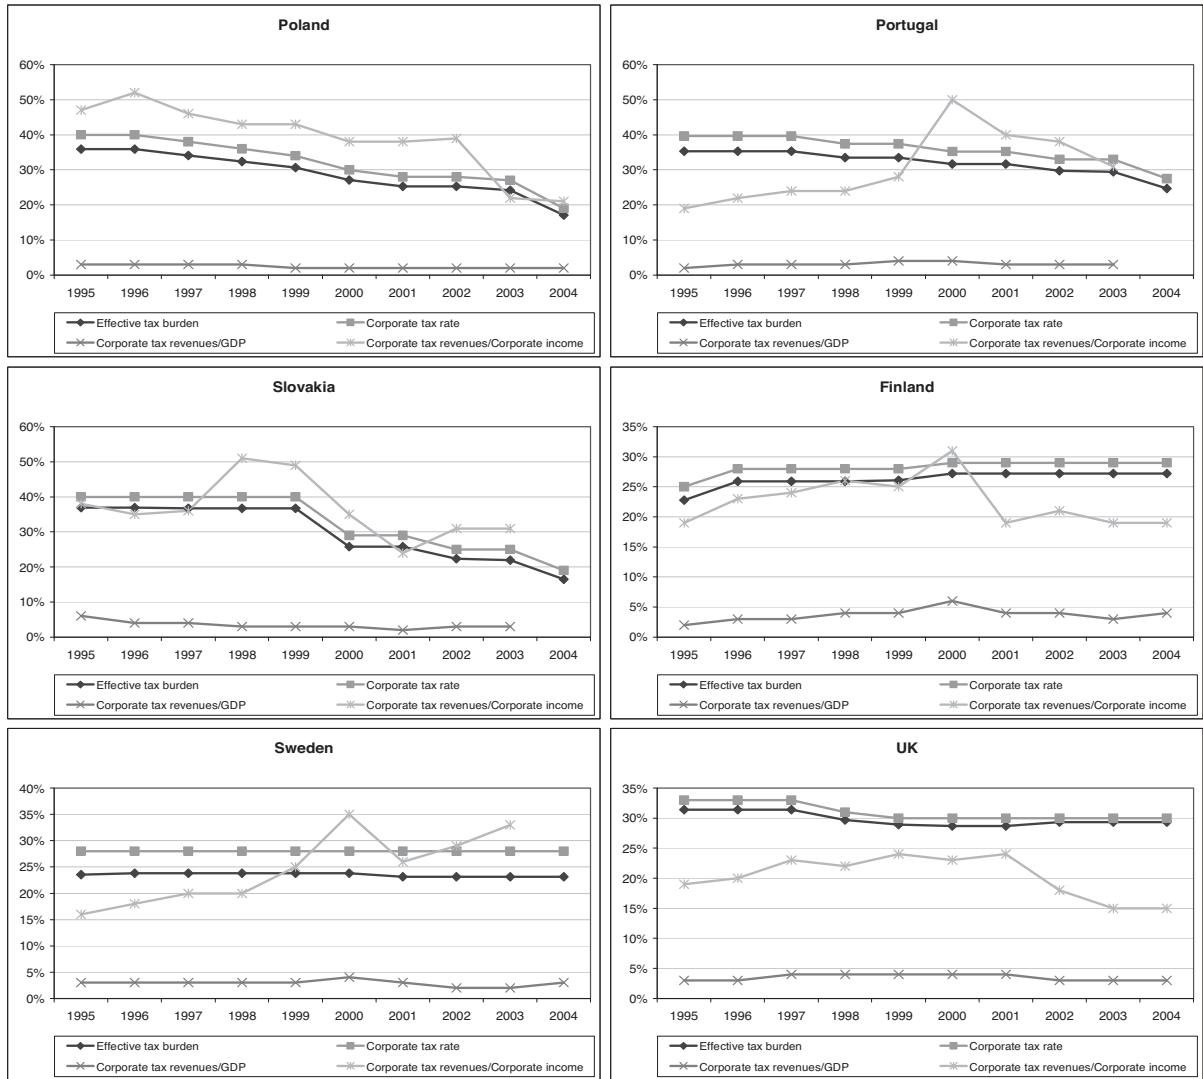 Poland
60%
50%
40%
30%
20%
10%
0%
1995 1996 1997 1998 1999 2000 2001 2002 2003 2004
Effective tax burden Corporate tax rate
Corporate tax revenues/GDP Corporate tax revenues/Corporate income
Portugal
60%
50%
40%
30%
20%
10%
0%
1995 1996 1997 1998 1999 2000 2001 2002 2003 2004
Effective tax burden Corporate tax rate
Corporate tax revenues/GDP Corporate tax revenues/Corporate income
Slovakia
60%
50%
40%
30%
20%
10%
0%
1995 1996 1997 1998 1999 2000 2001 2002 2003 2004
Effective tax burden Corporate tax rate
Corporate tax revenues/GDP Corporate tax revenues/Corporate income
Finland
35%
30%
25%
20%
15%
10%
5%
0%
1995 1996 1997 1998 1999 2000 2001 2002 2003 2004
Effective tax burden Corporate tax rate
Corporate tax revenues/GDP Corporate tax revenues/Corporate income
Sweden
40%
35%
30%
25%
20%
15%
10%
5%
0%
1995 1996 1997 1998 1999 2000 2001 2002 2003 2004
Effective tax burden Corporate tax rate
Corporate tax revenues/GDP Corporate tax revenues/Corporate income
UK
35%
30%
25%
20%
15%
10%
5%
0%
1995 1996 1997 1998 1999 2000 2001 2002 2003 2004
Effective tax burden Corporate tax rate
Corporate tax revenues/GDP Corporate tax revenues/Corporate income